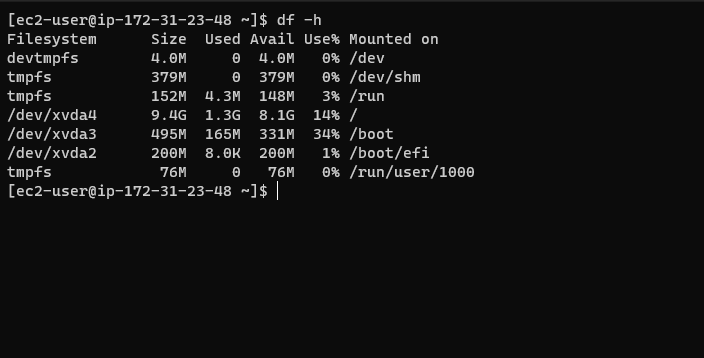 [ec2-user@ip-172-31-23-48 ~]$ df -h
Filesystem      Size  Used Avail Use% Mounted on
devtmpfs        4.0M     0  4.0M   0% /dev
tmpfs           379M     0  379M   0% /dev/shm
tmpfs           152M  4.3M  148M   3% /run
/dev/xvda4      9.4G  1.3G  8.1G  14% /
/dev/xvda3      495M  165M  331M  34% /boot
/dev/xvda2      200M  8.0K  200M   1% /boot/efi
tmpfs            76M     0   76M   0% /run/user/1000
[ec2-user@ip-172-31-23-48 ~]$